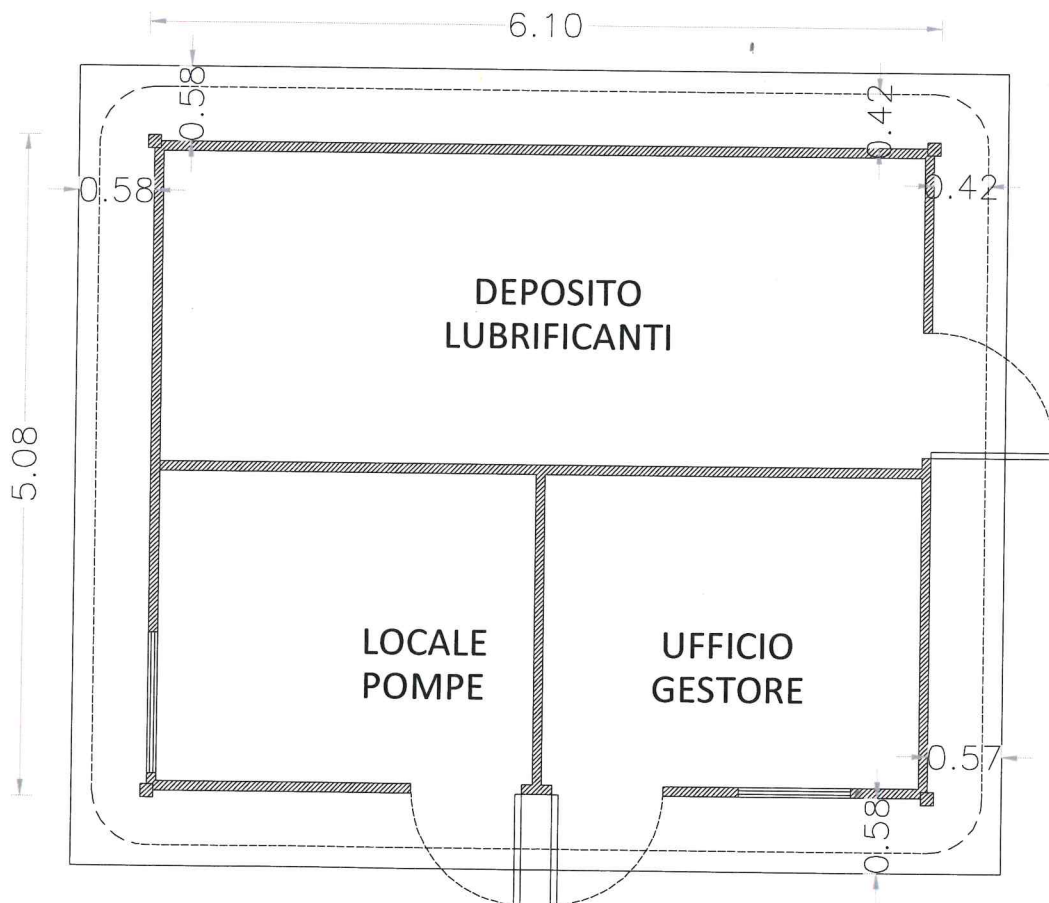 6.10
0.58
0.42
0.58
0.42
DEPOSITO
LUBRIFICANTI
5.08
LOCALE
POMPE
UFFICIO
GESTORE
0.57
0.58